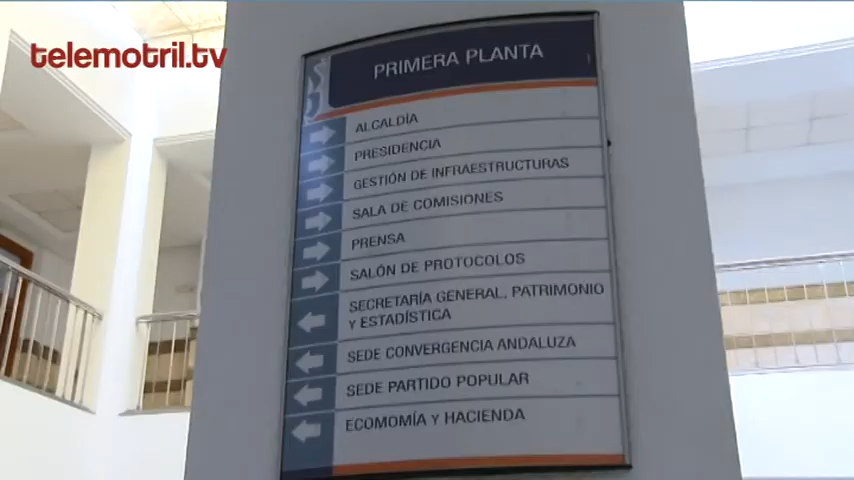 telemotril.tv
PRIMERA PLANTA
ALCALDÍA
PRESIDENCIA
GESTIÓN DE INFRAESTRUCTURAS
SALA DE COMISIONES
PRENSA
SALÓN DE PROTOCOLOS
SECRETARÍA GENERAL, PATRIMONIO
Y ESTADÍSTICA
SEDE CONVERGENCIA ANDALUZA
SEDE PARTIDO POPULAR
ECOMOMÍA Y HACIENDA